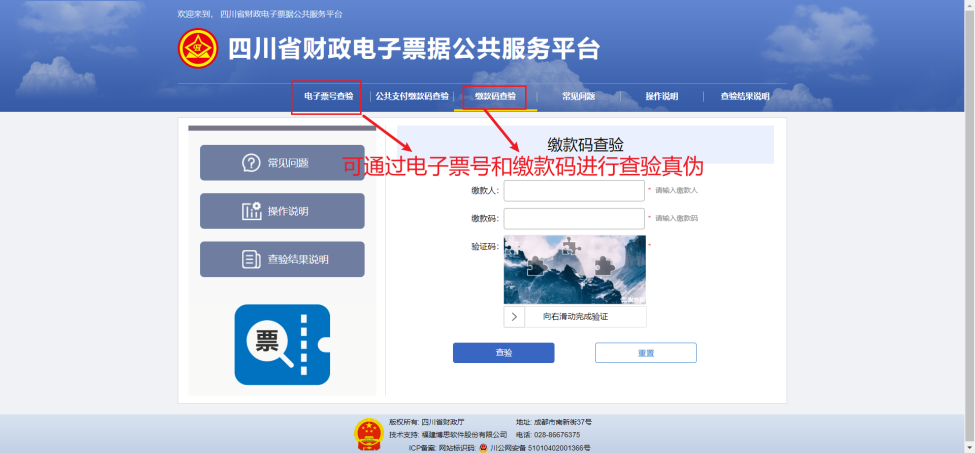 欢迎来到，四川省财政电子票据公共服务平台
四川省财政电子票据公共服务平台
电子票号查验 公共支付缴款码查验 缴款码查验 常见问题 操作说明 查验结果说明
缴款码查验
常见问题
可通过电子票号和缴款码进行查验真伪
缴款人： * 请输入缴款人
操作说明
缴款码： * 请输入缴款码
验证码： *
查验结果说明
向右滑动完成验证
票
查验 重置
版权所有: 四川省财政厅 地址: 成都市南新街37号
技术支持: 福建博思软件股份有限公司 电话: 028-86676375
ICP备案 网站标识码: 川公网安备 51010402001366号